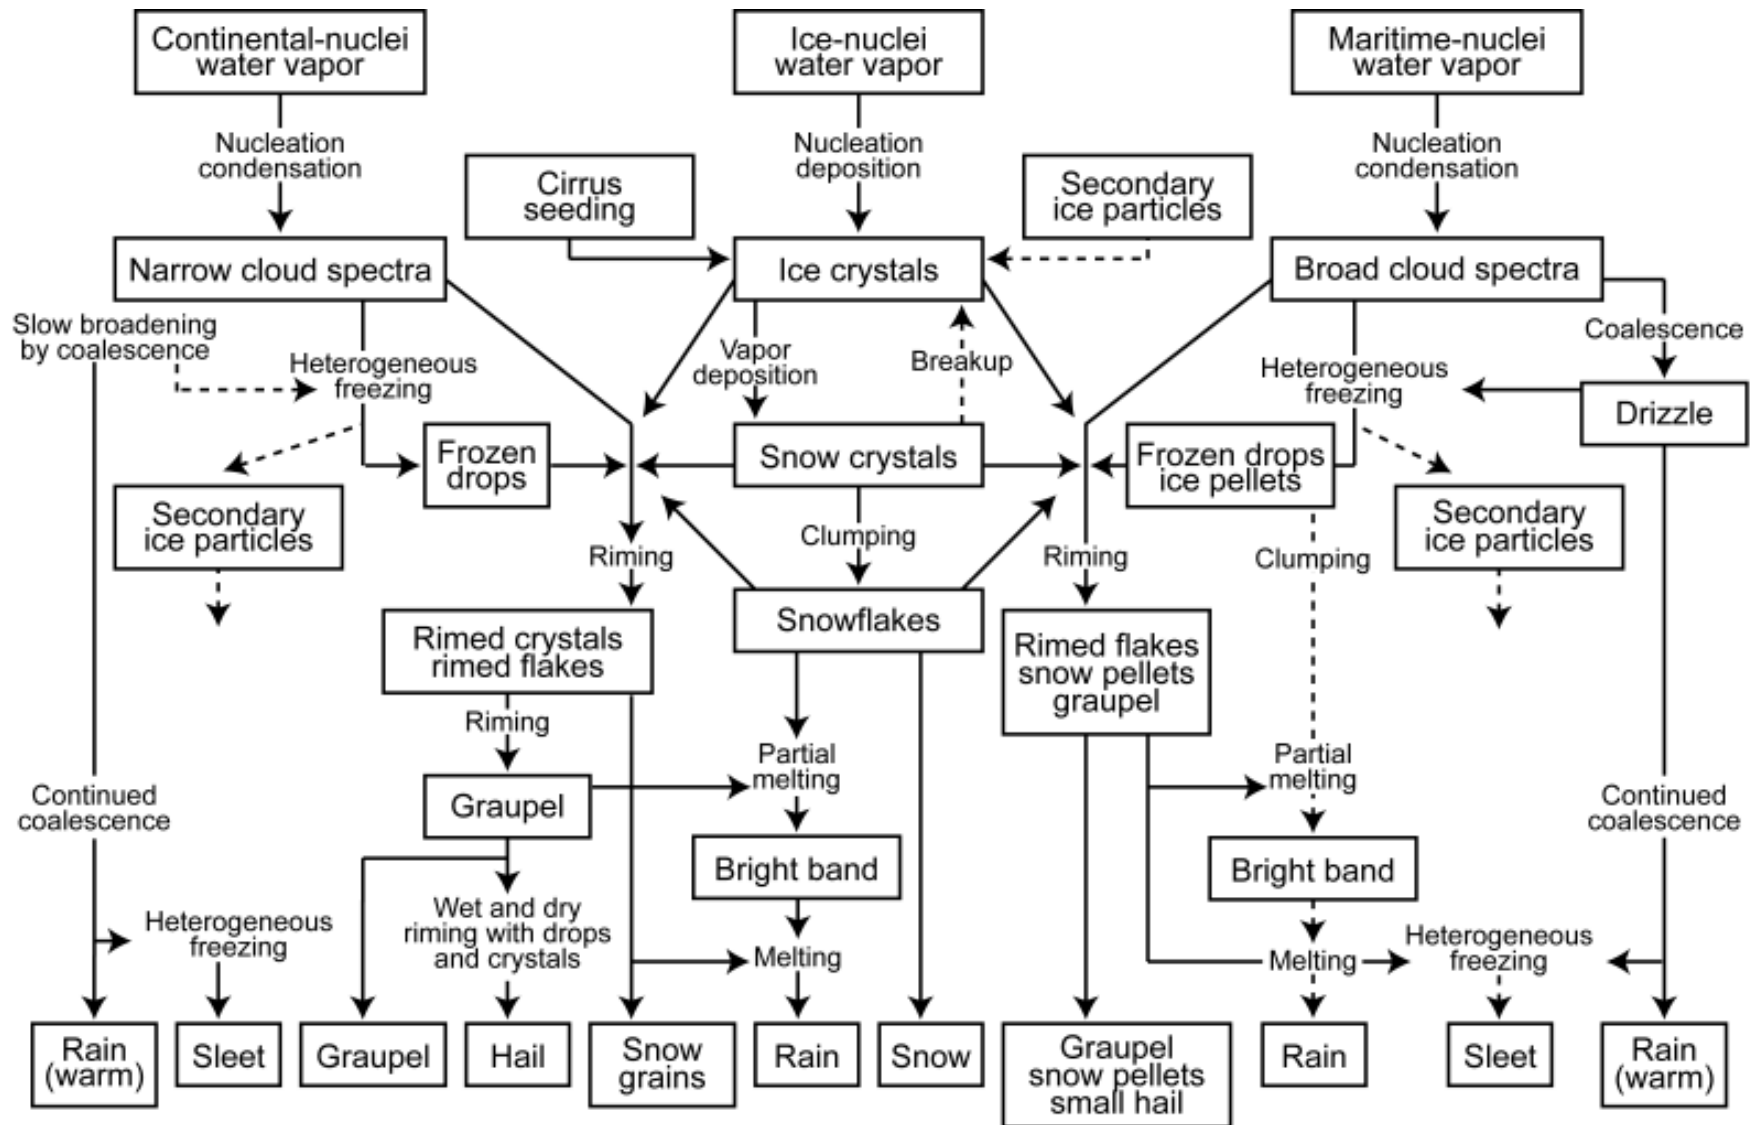 Continental-nuclei
water vapor
Ice-nuclei
water vapor
Maritime-nuclei
water vapor
Nucleation
condensation
Nucleation
deposition
Nucleation
condensation
Cirrus
seeding
Secondary
ice particles
Narrow cloud spectra
Ice crystals
Broad cloud spectra
Slow broadening
by coalescence
Heterogeneous
freezing
Vapor
deposition
Breakup
Heterogeneous
freezing
Coalescence
Drizzle
Frozen
drops
Snow crystals
Frozen drops
ice pellets
Secondary
ice particles
Riming
Clumping
Riming
Clumping
Secondary
ice particles
Rimed crystals
rimed flakes
Snowflakes
Rimed flakes
snow pellets
graupel
Riming
Partial
melting
Partial
melting
Continued
coalescence
Graupel
Continued
coalescence
Bright band
Bright band
Heterogeneous
freezing
Wet and dry
riming with drops
and crystals
Melting
Melting
Heterogeneous
freezing
Rain
(warm)
Sleet
Graupel
Hail
Snow
grains
Rain
Snow
Graupel
snow pellets
small hail
Rain
Sleet
Rain
(warm)